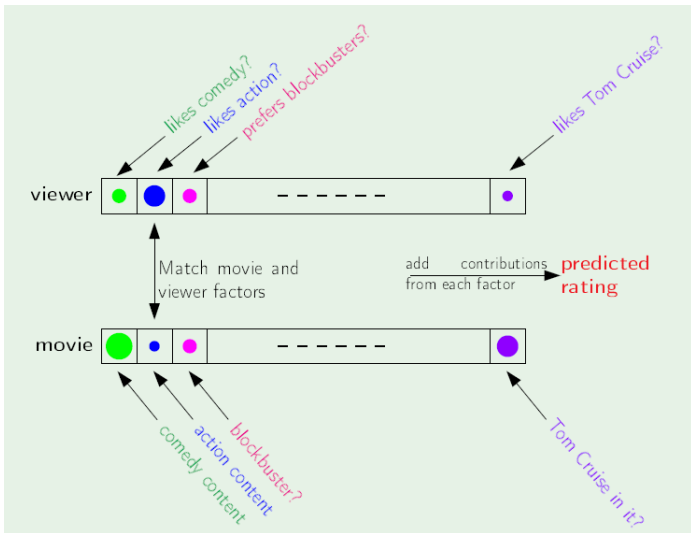 likes comedy?
likes action?
prefers blockbusters?
likes Tom Cruise?
viewer
Match movie and
viewer factors
add contributions
from each factor
predicted
rating
movie
comedy content
action content
blockbuster?
Tom Cruise in it?